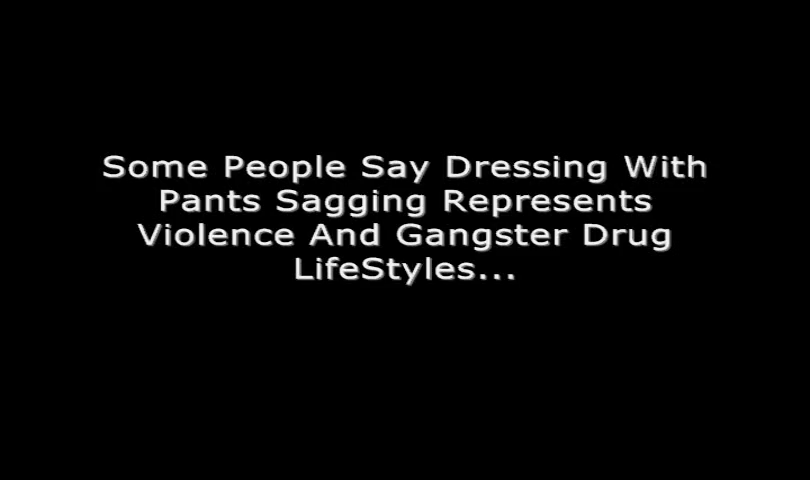 Some People Say Dressing With
Pants Sagging Represents
Violence And Gangster Drug
LifeStyles...